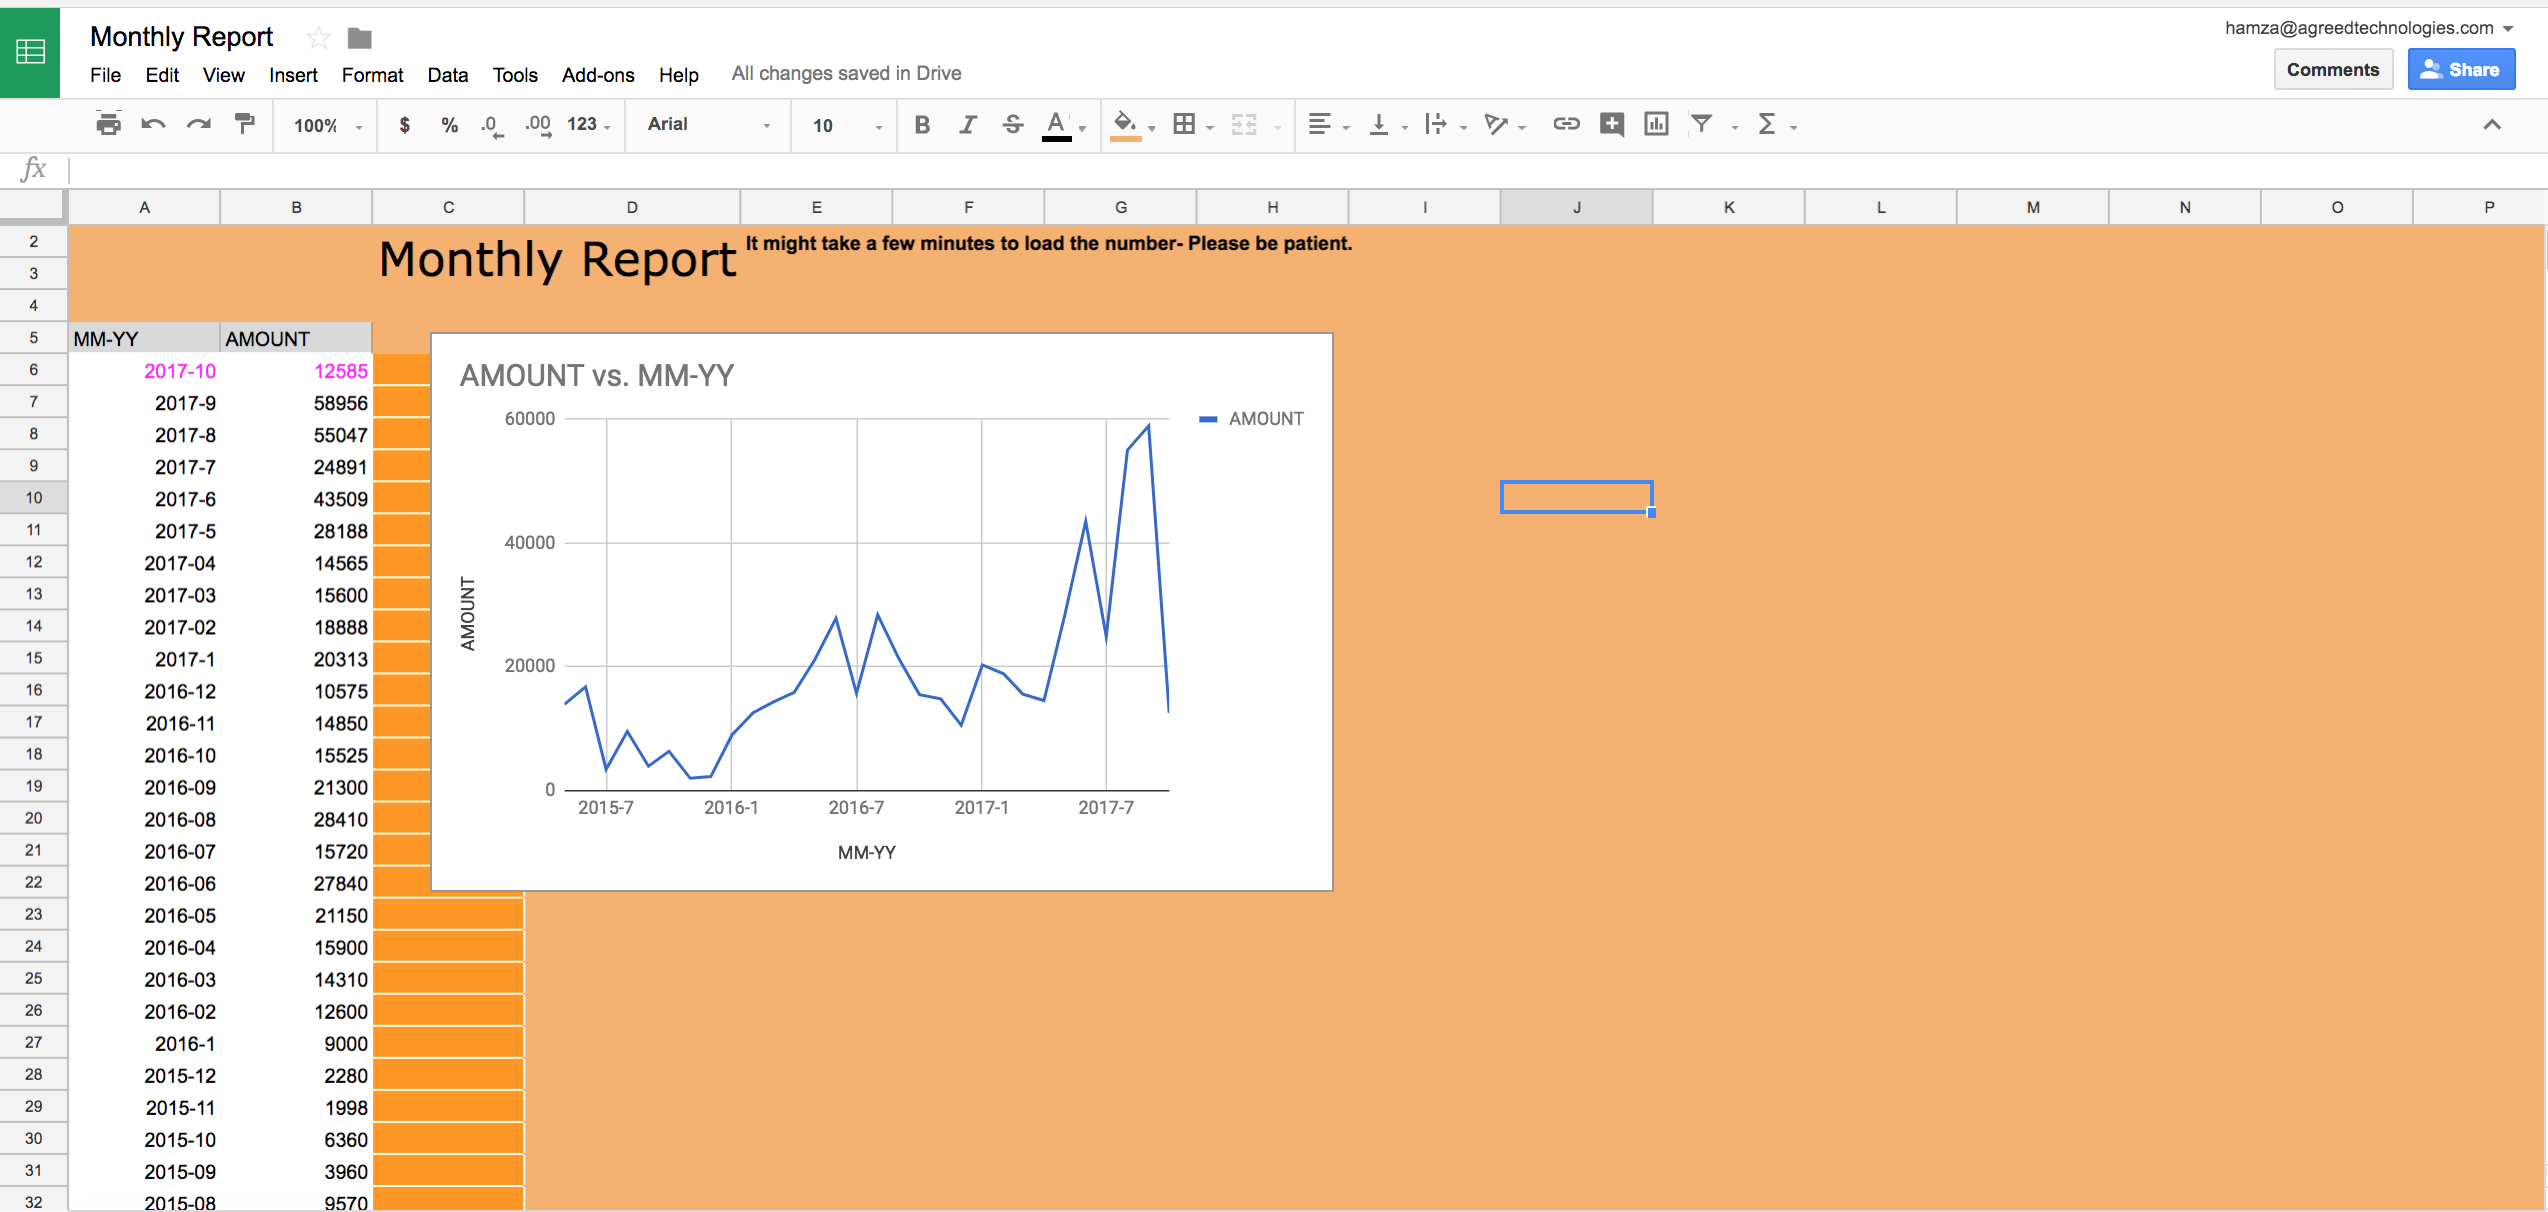 Monthly Report
hamza@agreedtechnologies.com
File Edit View Insert Format Data Tools Add-ons Help All changes saved in Drive
Comments Share
100% $ % .0 .00 123 Arial 10 B I S A
fx
A B C D E F G H I J K L M N O P
2
Monthly Report It might take a few minutes to load the number- Please be patient.
3
4
5 MM-YY AMOUNT
6 2017-10 12585
7 2017-9 58956
8 2017-8 55047
9 2017-7 24891
10 2017-6 43509
11 2017-5 28188
12 2017-04 14565
13 2017-03 15600
14 2017-02 18888
15 2017-1 20313
16 2016-12 10575
17 2016-11 14850
18 2016-10 15525
19 2016-09 21300
20 2016-08 28410
21 2016-07 15720
22 2016-06 27840
23 2016-05 21150
24 2016-04 15900
25 2016-03 14310
26 2016-02 12600
27 2016-1 9000
28 2015-12 2280
29 2015-11 1998
30 2015-10 6360
31 2015-09 3960
32 2015-08 9570
AMOUNT vs. MM-YY
60000
40000
20000
0
AMOUNT
AMOUNT
2015-7 2016-1 2016-7 2017-1 2017-7
MM-YY